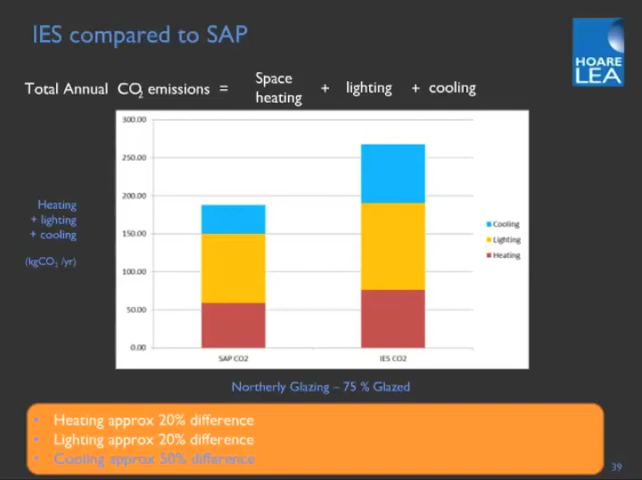 IES compared to SAP
HOARE
LEA
Total Annual CO2 emissions = Space heating + lighting + cooling
300.00
250.00
200.00
150.00
100.00
50.00
0.00
Heating
+ lighting
+ cooling
(kgCO2 /yr)
Cooling
Lighting
Heating
SAP CO2
IES CO2
Northerly Glazing – 75 % Glazed
• Heating approx 20% difference
• Lighting approx 20% difference
• Cooling approx 50% difference
39